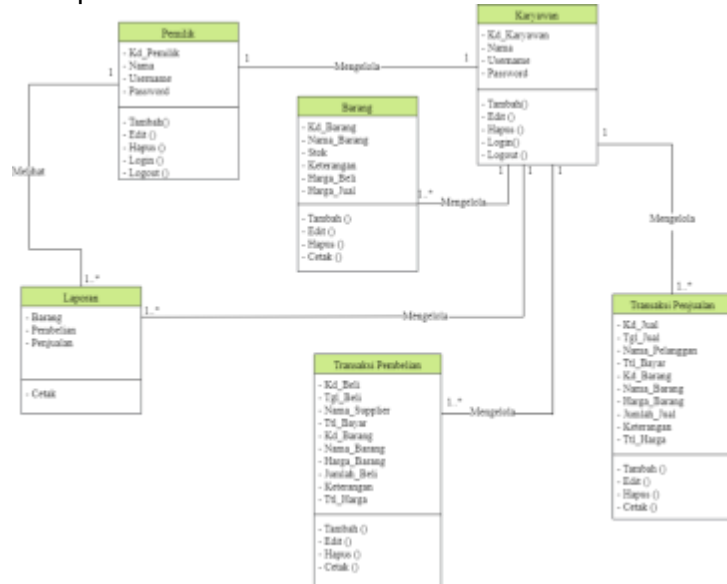 Pemilik
- Kd_Pemilik
- Nama
- Username
- Password
- Tambah()
- Edit ()
- Hapus ()
- Login ()
- Logout ()
1
Mengelola
1
Karyawan
- Kd_Karyawan
- Nama
- Username
- Password
- Tambah()
- Edit ()
- Hapus ()
- Login()
- Logout ()
1
Melihat
1..*
Barang
- Kd_Barang
- Nama_Barang
- Stok
- Keterangan
- Harga_Beli
- Harga_Jual
- Tambah ()
- Edit ()
- Hapus ()
- Cetak ()
1..*
Mengelola
1
1
1
1
Mengelola
1..*
Laporan
- Barang
- Pembelian
- Penjualan
- Cetak
1..*
Mengelola
Transaksi Pembelian
- Kd_Beli
- Tgl_Beli
- Nama_Supplier
- Ttl_Bayar
- Kd_Barang
- Nama_Barang
- Harga_Barang
- Jumlah_Beli
- Keterangan
- Ttl_Harga
- Tambah ()
- Edit ()
- Hapus ()
- Cetak ()
1..*
Mengelola
Transaksi Penjualan
- Kd_Jual
- Tgl_Jual
- Nama_Pelanggan
- Ttl_Bayar
- Kd_Barang
- Nama_Barang
- Harga_Barang
- Jumlah_Jual
- Keterangan
- Ttl_Harga
- Tambah ()
- Edit ()
- Hapus ()
- Cetak ()